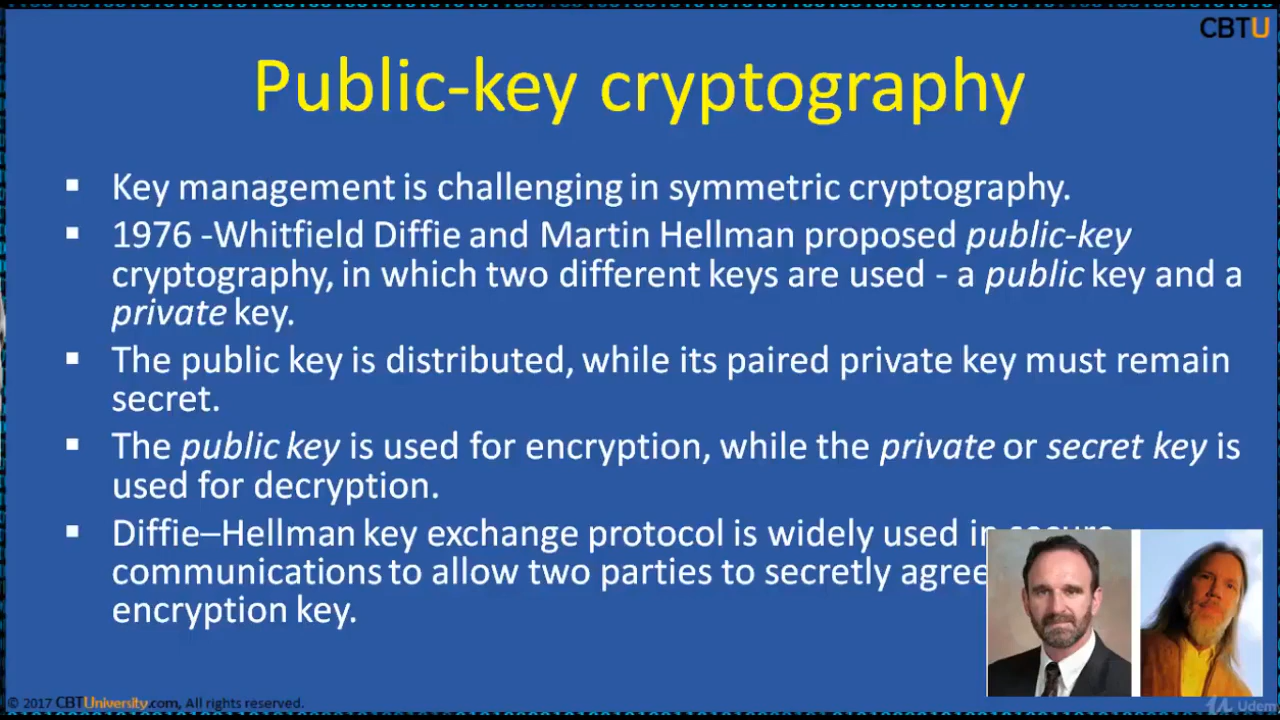 CBTU
Public-key cryptography
▪ Key management is challenging in symmetric cryptography.
▪ 1976 -Whitfield Diffie and Martin Hellman proposed public-key
cryptography, in which two different keys are used - a public key and a
private key.
▪ The public key is distributed, while its paired private key must remain
secret.
▪ The public key is used for encryption, while the private or secret key is
used for decryption.
▪ Diffie–Hellman key exchange protocol is widely used in
communications to allow two parties to secretly agree
encryption key.
© 2017 CBTUniversity.com, All rights reserved.